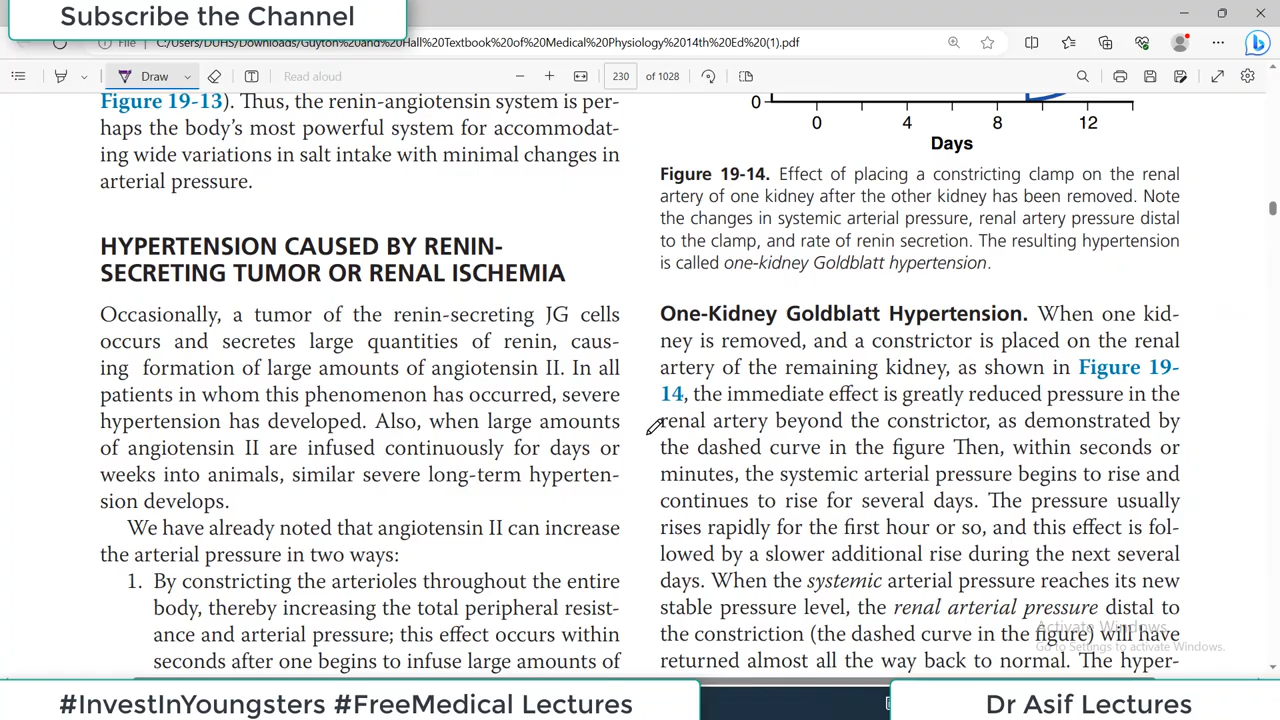 Subscribe the Channel
File
C:/Users/DUHS/Downloads/Guyton%20and%20Hall%20Textbook%20of%20Medical%20Physiology%2014th%20Ed%20(1).pdf
Draw
Read aloud
230
of 1028
Figure 19-13). Thus, the renin-angiotensin system is per-
haps the body's most powerful system for accommodat-
ing wide variations in salt intake with minimal changes in
arterial pressure.
HYPERTENSION CAUSED BY RENIN-
SECRETING TUMOR OR RENAL ISCHEMIA
Occasionally, a tumor of the renin-secreting JG cells
occurs and secretes large quantities of renin, caus-
ing formation of large amounts of angiotensin II. In all
patients in whom this phenomenon has occurred, severe
hypertension has developed. Also, when large amounts
of angiotensin II are infused continuously for days or
weeks into animals, similar severe long-term hyperten-
sion develops.
We have already noted that angiotensin II can increase
the arterial pressure in two ways:
1. By constricting the arterioles throughout the entire
body, thereby increasing the total peripheral resist-
ance and arterial pressure; this effect occurs within
seconds after one begins to infuse large amounts of
0
0 4 8 12
Days
Figure 19-14. Effect of placing a constricting clamp on the renal
artery of one kidney after the other kidney has been removed. Note
the changes in systemic arterial pressure, renal artery pressure distal
to the clamp, and rate of renin secretion. The resulting hypertension
is called one-kidney Goldblatt hypertension.
One-Kidney Goldblatt Hypertension. When one kid-
ney is removed, and a constrictor is placed on the renal
artery of the remaining kidney, as shown in Figure 19-
14, the immediate effect is greatly reduced pressure in the
renal artery beyond the constrictor, as demonstrated by
the dashed curve in the figure Then, within seconds or
minutes, the systemic arterial pressure begins to rise and
continues to rise for several days. The pressure usually
rises rapidly for the first hour or so, and this effect is fol-
lowed by a slower additional rise during the next several
days. When the systemic arterial pressure reaches its new
stable pressure level, the renal arterial pressure distal to
the constriction (the dashed curve in the figure) will have
returned almost all the way back to normal. The hyper-
Activate Windows
Go to Settings to activate Windows.
#InvestInYoungsters #FreeMedical Lectures
Dr Asif Lectures